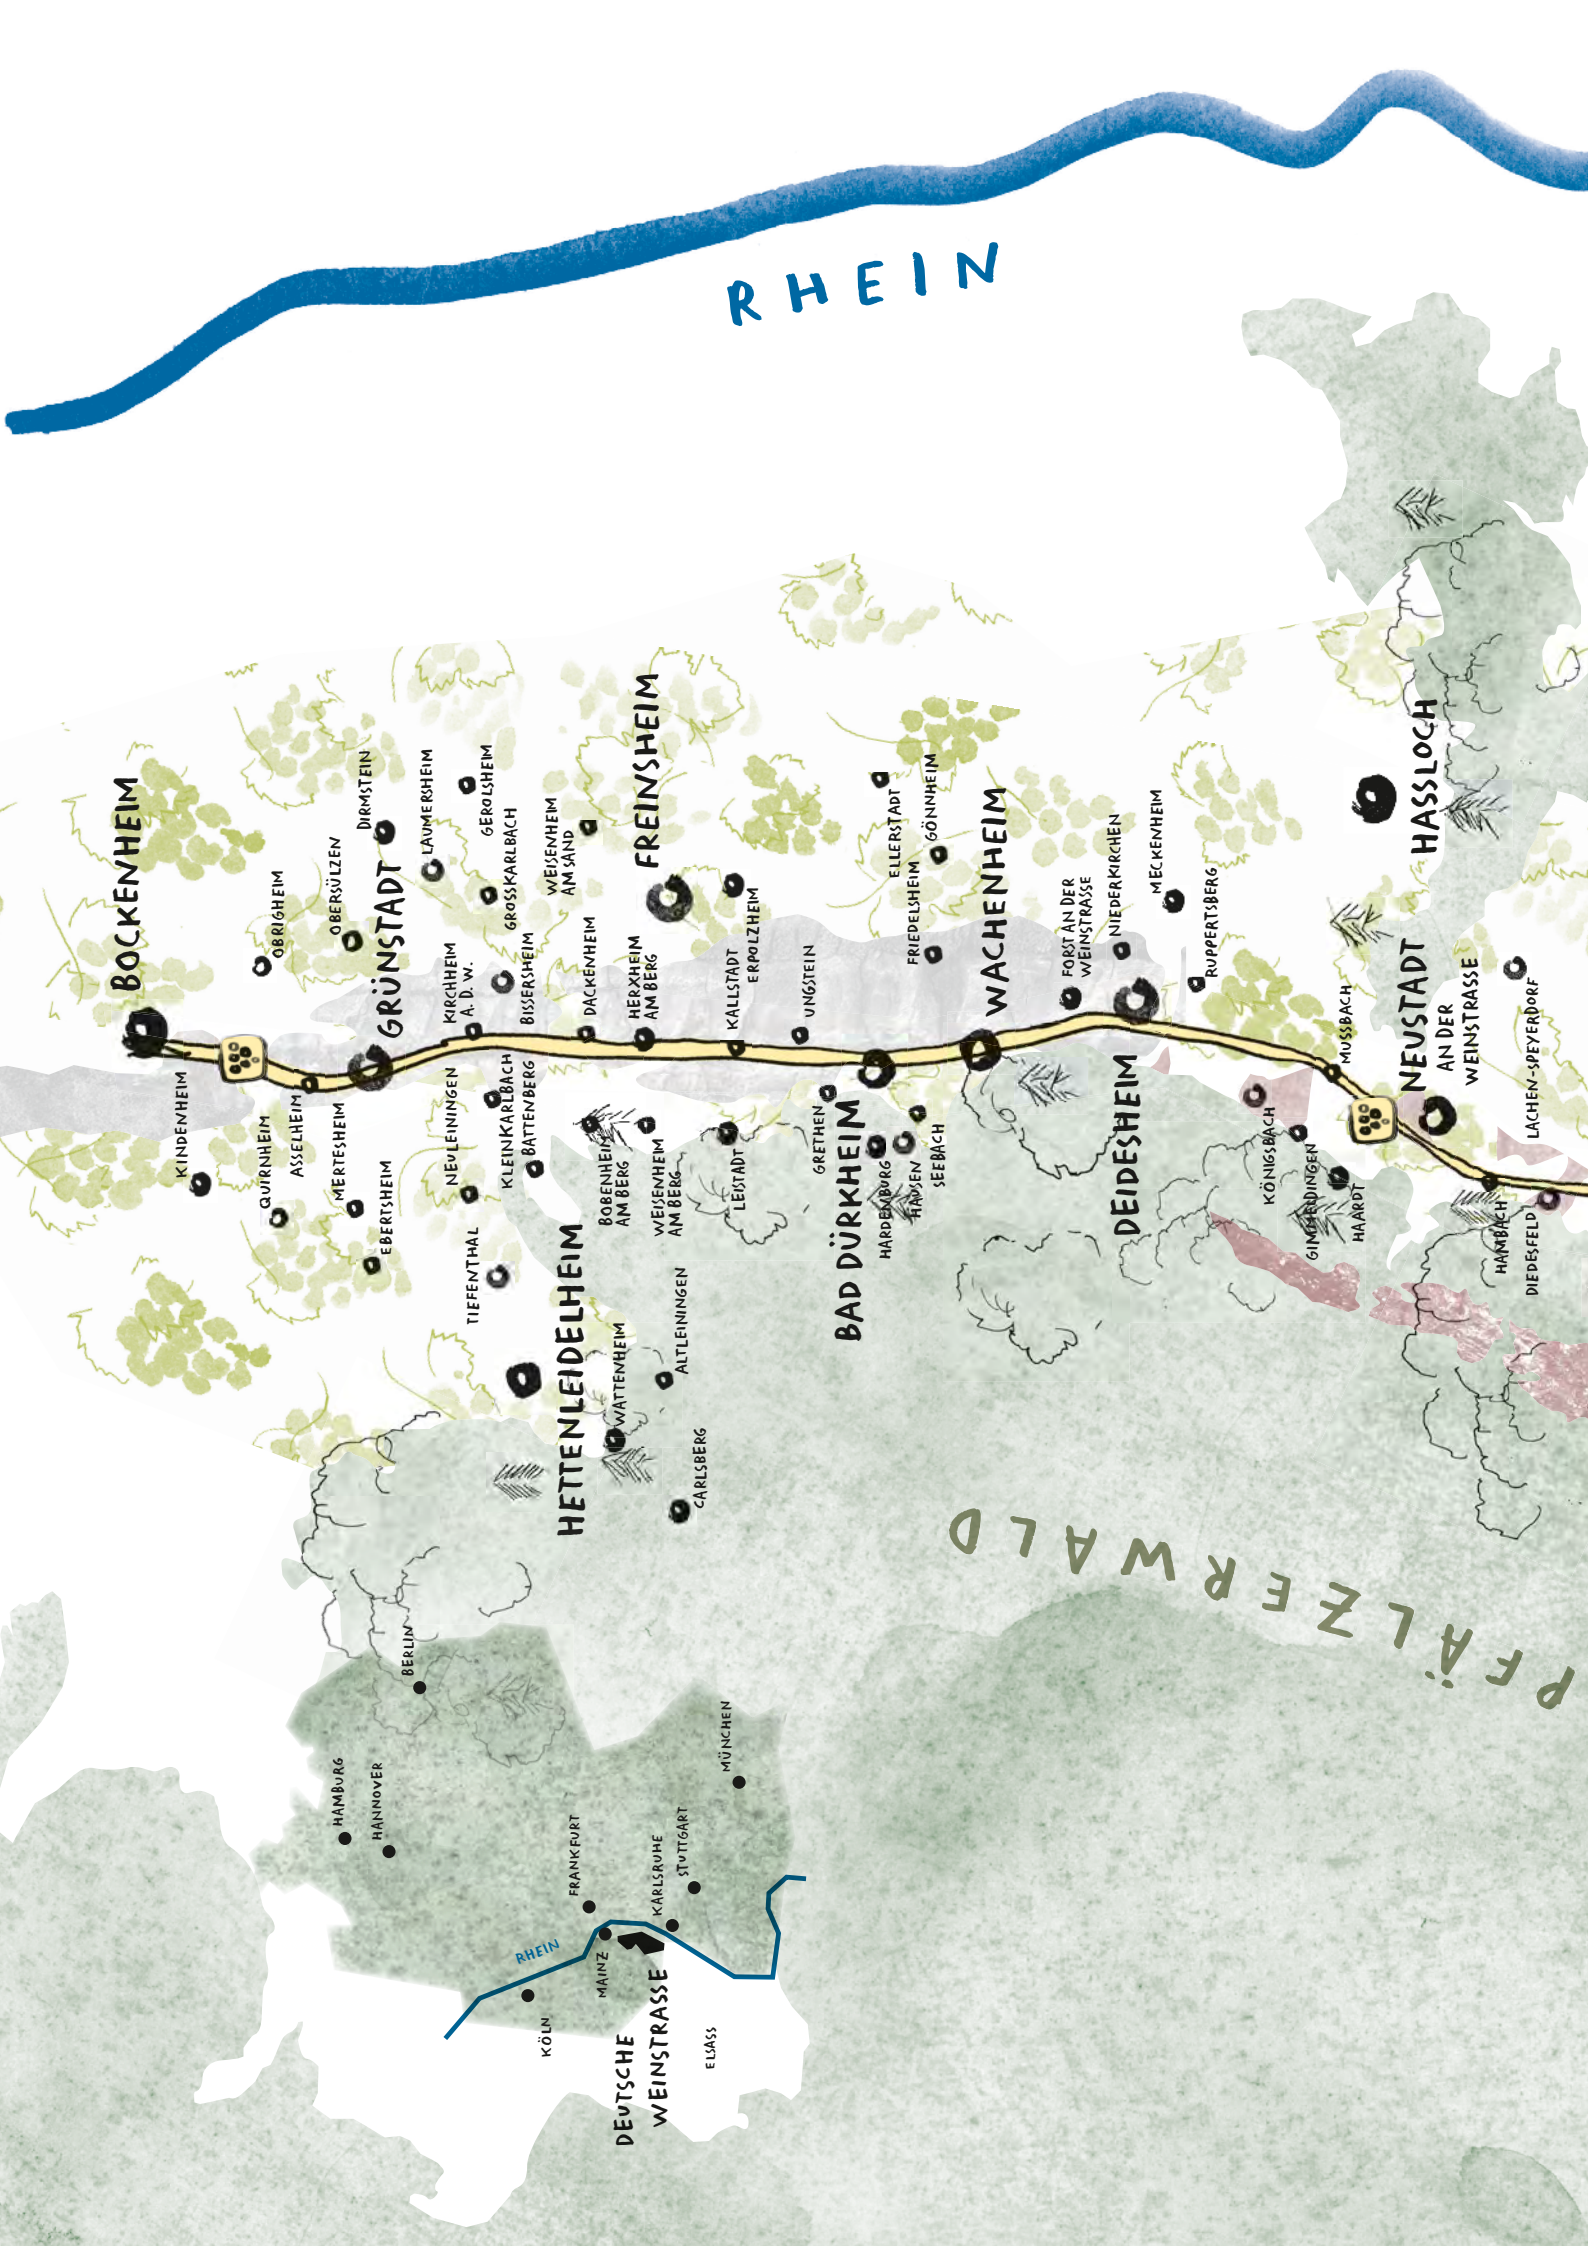 RHEIN
BOCKENHEIM
KINDENHEIM
OBRIGHEIM
QUIRNHEIM
ASSELHEIM
OBERSÜLZEN
MERTESHEIM
DIRMSTEIN
GRÜNSTADT
EBERTSHEIM
LAUMERSHEIM
KIRCHHEIM
A. D. W.
NEULEININGEN
TIEFENTHAL
GEROLSHEIM
GROSSKARLBACH
BISSERSHEIM
KLEINKARLBACH
BATTENBERG
HETTENLEIDELHEIM
WEISENHEIM
AM SAND
DACKENHEIM
BOBENHEIM
AM BERG
WATTENHEIM
FREINSHEIM
HERXHEIM
AM BERG
WEISENHEIM
AM BERG
ALTLEININGEN
CARLSBERG
KALLSTADT
ERPOLZHEIM
LEISTADT
UNGSTEIN
GRETHEN
BAD DÜRKHEIM
HARDENBURG
HAUSEN
SEEBACH
ELLERSTADT
FRIEDELSHEIM
GÖNNHEIM
WACHENHEIM
FORST AN DER
WEINSTRASSE
NIEDERKIRCHEN
DEIDESHEIM
MECKENHEIM
RUPPERTSBERG
KÖNIGSBACH
GIMMELDINGEN
MUSSBACH
HAARDT
HASSLOCH
NEUSTADT
AN DER
WEINSTRASSE
LACHEN-SPEYERDORF
HAMBACH
DIEDESFELD
PFÄLZERWALD
HAMBURG
HANNOVER
BERLIN
KÖLN
RHEIN
FRANKFURT
MAINZ
DEUTSCHE
WEINSTRASSE
KARLSRUHE
STUTTGART
MÜNCHEN
ELSASS